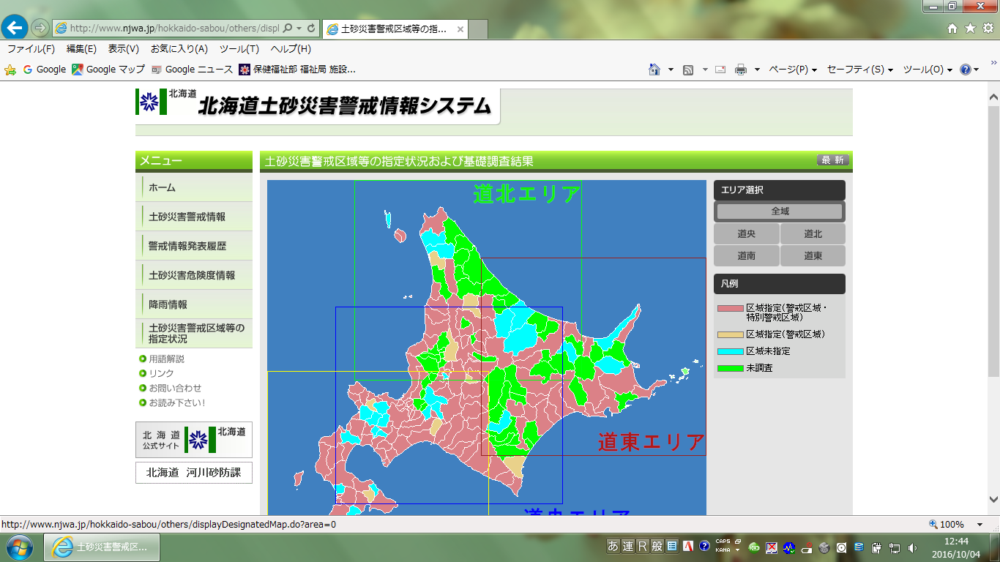 http://www.njwa.jp/hokkaido-sabou/others/displ
土砂災害警戒区域等の指...
ファイル(F) 編集(E) 表示(V) お気に入り(A) ツール(T) ヘルプ(H)
Google Google マップ Google ニュース 保健福祉部 福祉局 施設...
ページ(P) セーフティ(S) ツール(O)
北海道
北海道土砂災害警戒情報システム
メニュー
ホーム
土砂災害警戒情報
警戒情報発表履歴
土砂災害危険度情報
降雨情報
土砂災害警戒区域等の
指定状況
用語解説
リンク
お問い合わせ
お読み下さい!
北海道
公式サイト
北海道
北海道 河川砂防課
土砂災害警戒区域等の指定状況および基礎調査結果
最新
道北エリア
道東エリア
道央エリア
エリア選択
全域
道央 道北
道南 道東
凡例
区域指定(警戒区域・
特別警戒区域)
区域指定(警戒区域)
区域未指定
未調査
http://www.njwa.jp/hokkaido-sabou/others/displayDesignatedMap.do?area=0
100%
土砂災害警戒区...
あ 連 R 般
CAPS
KANA
12:44
2016/10/04